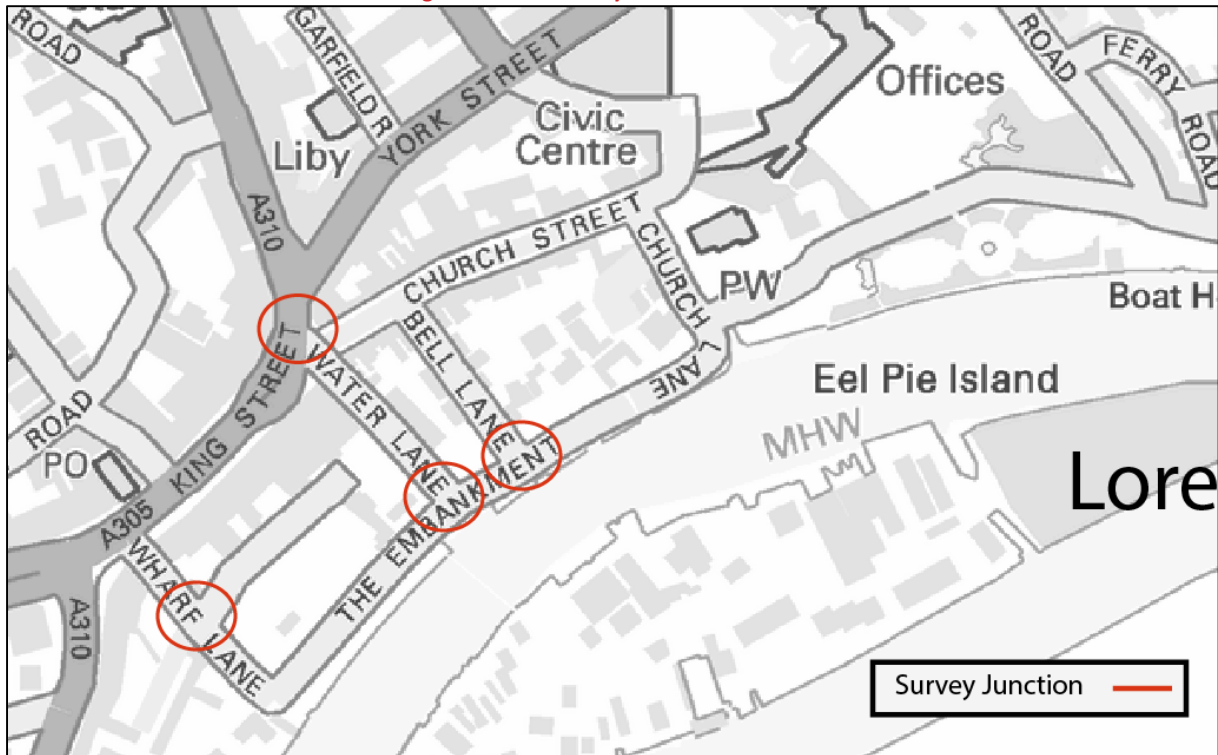 ROAD
GARFIELD R
YORK STREET
Offices
ROAD
FERRY
ROAD
Civic
Centre
Liby
A310
CHURCH STREET
CHURCH LANE
PW
Boat H
BELL LANE
WATER LANE
KING STREET
LANE
Eel Pie Island
MHW
ROAD
PO
A305
THE EMBANKMENT
Lore
WHARF LANE
A310
Survey Junction